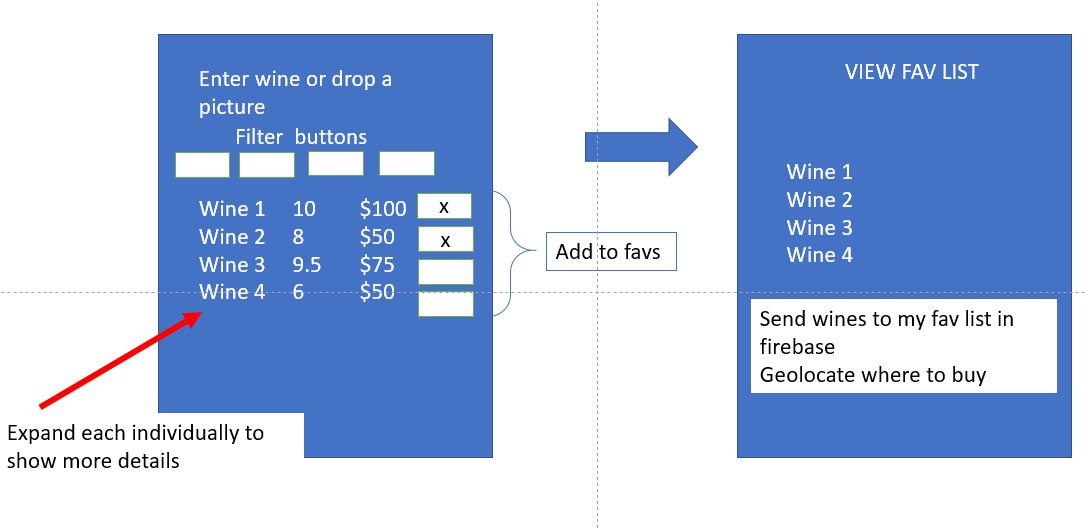 Enter wine or drop a
picture
Filter buttons
Wine 1 10 $100 x
Wine 2 8 $50 x
Wine 3 9.5 $75
Wine 4 6 $50
Add to favs
Expand each individually to
show more details
VIEW FAV LIST
Wine 1
Wine 2
Wine 3
Wine 4
Send wines to my fav list in
firebase
Geolocate where to buy